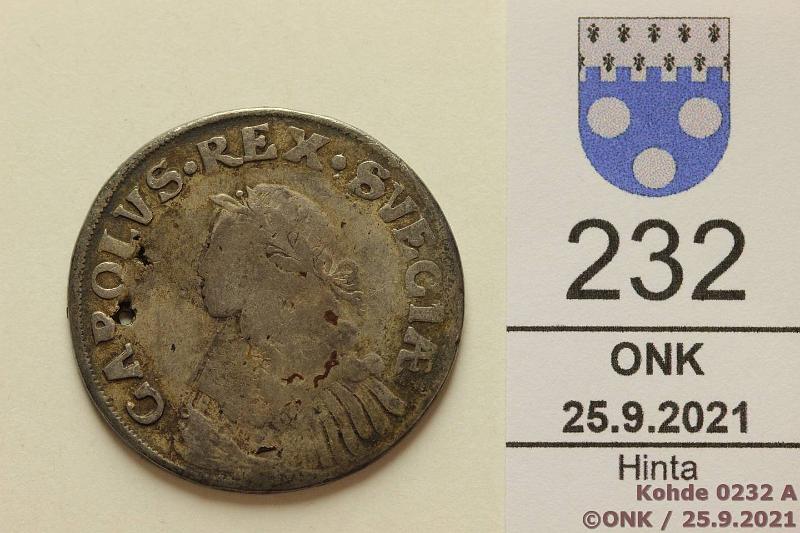 CAROLVS·REX·SVECIÆ
232
ONK
25.9.2021
Hinta
Kohde 0232 A
©ONK / 25.9.2021